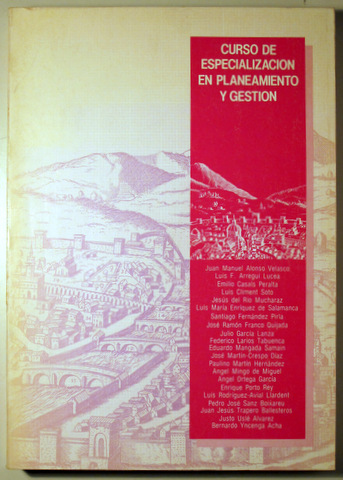 CURSO DE
ESPECIALIZACION
EN PLANEAMIENTO
Y GESTION
Juan Manuel Alonso Velasco
Luis F. Arregui Lucea
Emilio Casals Peralta
Luis Climent Soto
Jesús del Río Mucharaz
Luis María Enríquez de Salamanca
Santiago Fernández Piria
José Ramón Franco Quijada
Julio García Lanza
Federico Larios Tabuenca
Eduardo Mangada Samain
José Martín-Crespo Díaz
Paulino Martín Hernández
Angel Mingo de Miguel
Angel Ortega García
Enrique Porto Rey
Luis Rodríguez-Avial Llardent
Pedro José Sanz Boixareu
Juan Jesús Trapero Ballesteros
Justo Uslé Alvarez
Bernardo Yncenga Acha